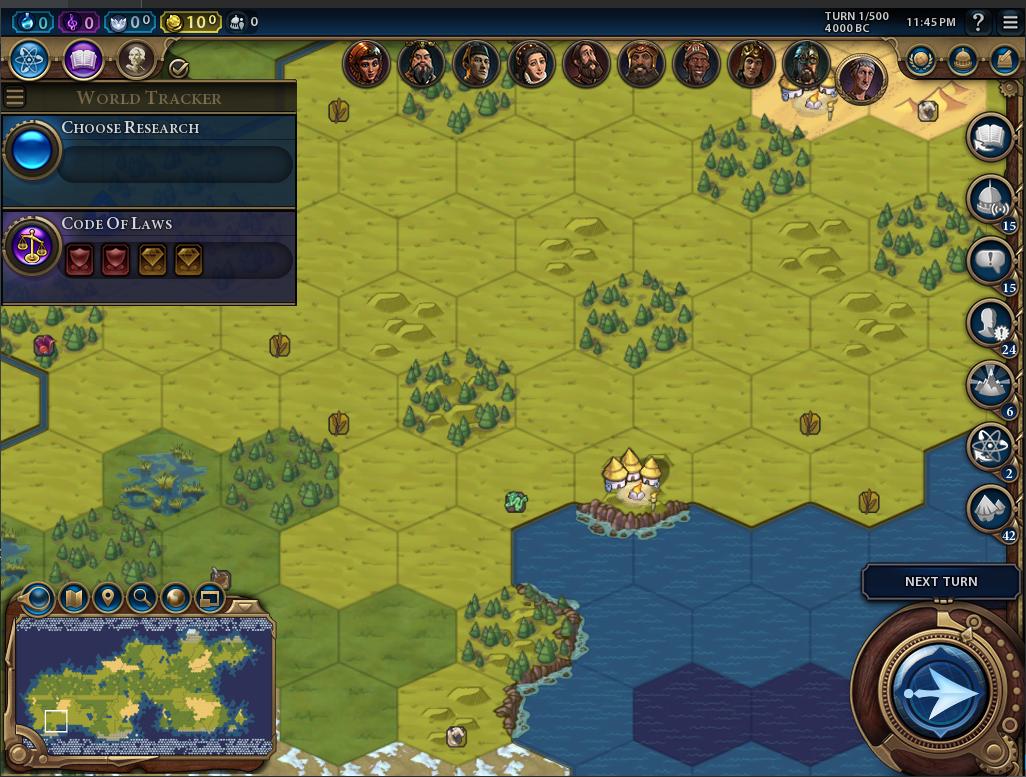 0 0 0 0 10 0 0
TURN 1/500
4000 BC
11:45 PM
?
WORLD TRACKER
CHOOSE RESEARCH
CODE OF LAWS
15
15
24
6
2
42
NEXT TURN